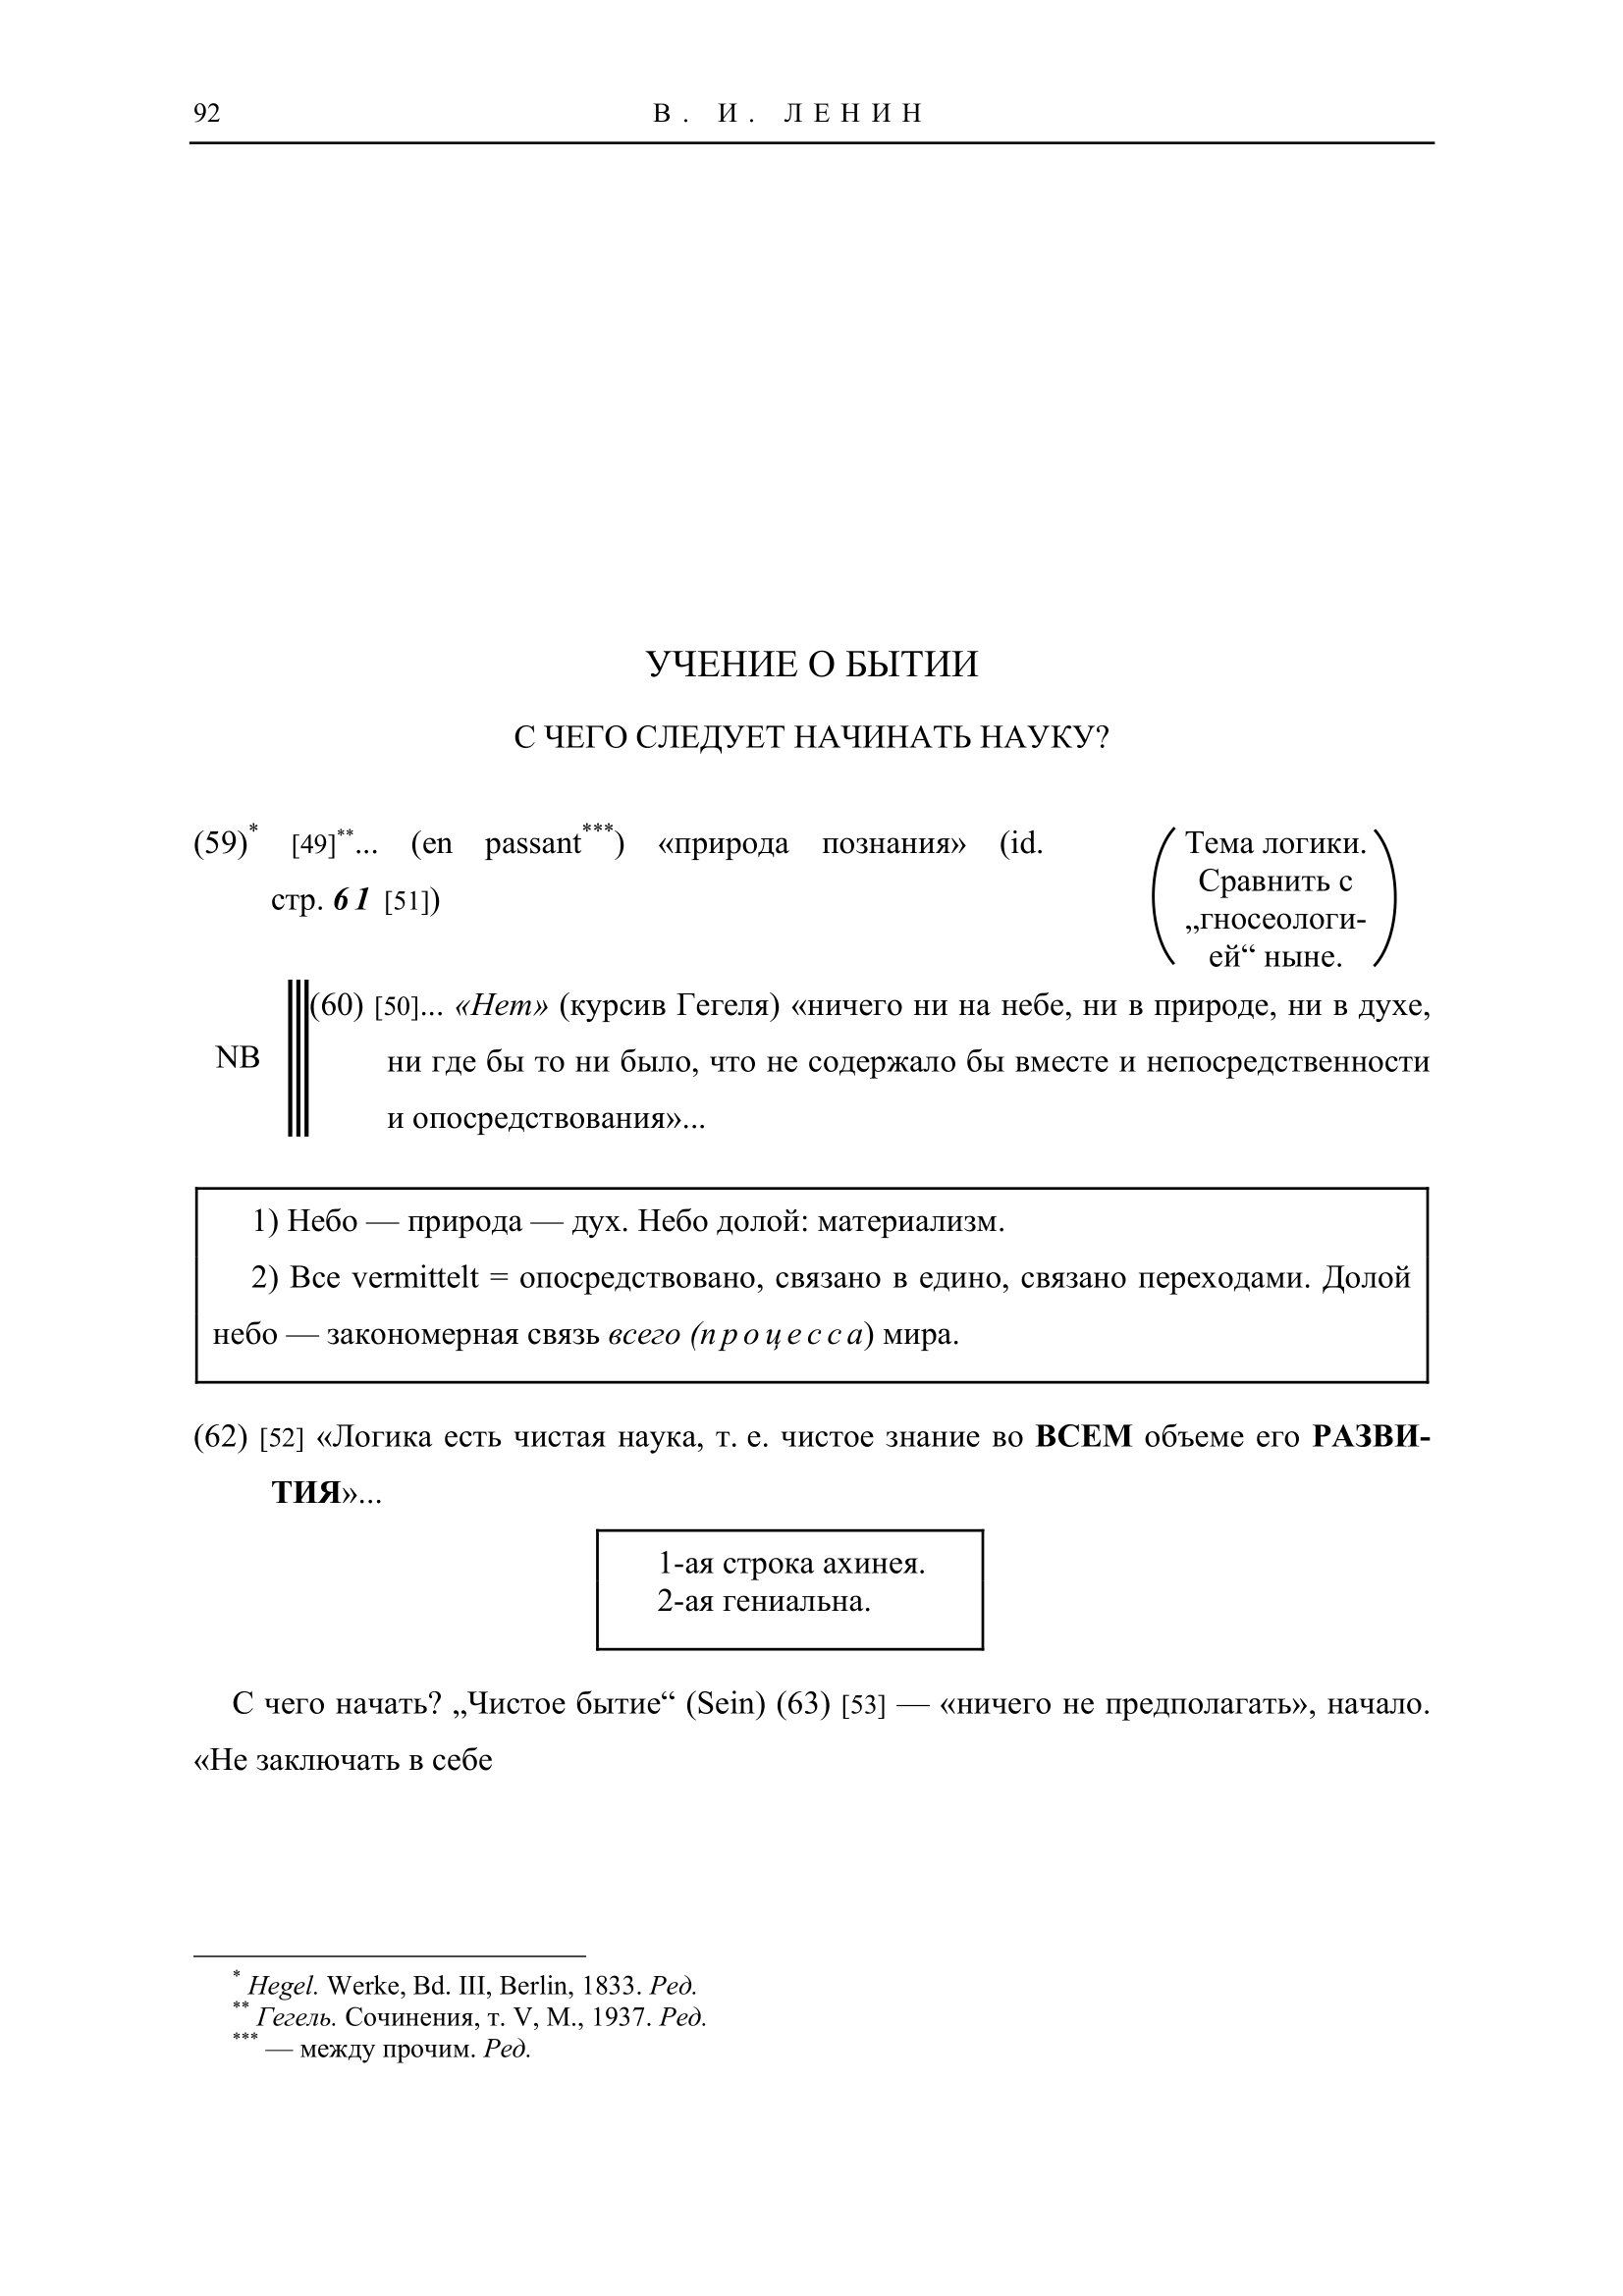 92
В. И. ЛЕНИН
УЧЕНИЕ О БЫТИИ
С ЧЕГО СЛЕДУЕТ НАЧИНАТЬ НАУКУ?
(59)* [49]**... (en passant***) «природа познания» (id.
стр. 61 [51])
Тема логики.
Сравнить с
„гносеологи-
ей“ ныне.
NB
(60) [50]... «Нет» (курсив Гегеля) «ничего ни на небе, ни в природе, ни в духе,
ни где бы то ни было, что не содержало бы вместе и непосредственности
и опосредствования»...
1) Небо — природа — дух. Небо долой: материализм.
2) Все vermittelt = опосредствовано, связано в едино, связано переходами. Долой
небо — закономерная связь всего (процесса) мира.
(62) [52] «Логика есть чистая наука, т. е. чистое знание во ВСЕМ объеме его РАЗВИ-
ТИЯ»...
1-ая строка ахинея.
2-ая гениальна.
С чего начать? „Чистое бытие“ (Sein) (63) [53] — «ничего не предполагать», начало.
«Не заключать в себе
* Hegel. Werke, Bd. III, Berlin, 1833. Ред.
** Гегель. Сочинения, т. V, М., 1937. Ред.
*** — между прочим. Ред.